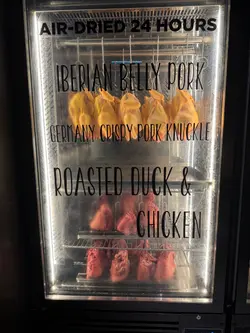 AIR-DRIED 24 HOURS
IBERIAN BELLY PORK
GERMANY CRISPY PORK KNUCKLE
ROASTED DUCK &
CHICKEN